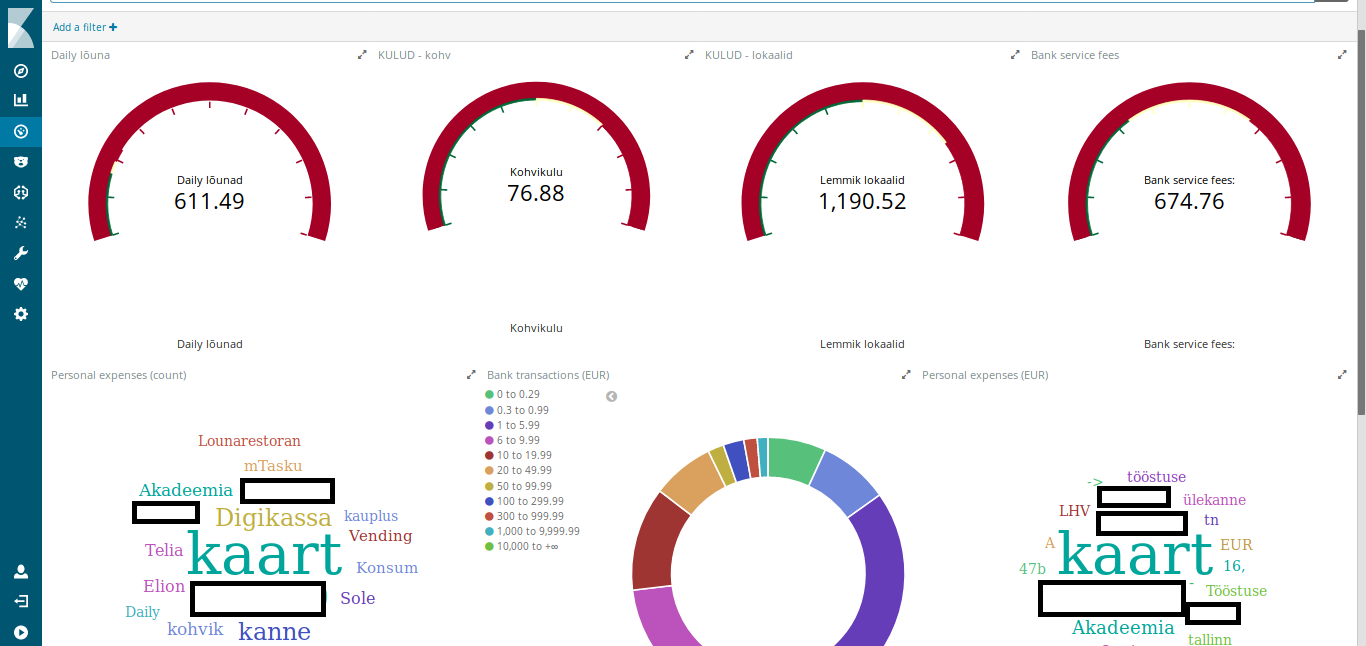 Add a filter +
Daily lõuna
KULUD - kohv
KULUD - lokaalid
Bank service fees
Daily lõunad
611.49
Kohvikulu
76.88
Lemmik lokaalid
1,190.52
Bank service fees:
674.76
Daily lõunad
Kohvikulu
Lemmik lokaalid
Bank service fees:
Personal expenses (count)
Lounarestoran
mTasku
Akadeemia
Digikassa
kauplus
Vending
Telia
kaart
Konsum
Elion
Sole
Daily
kohvik
kanne
Bank transactions (EUR)
0 to 0.29
0.3 to 0.99
1 to 5.99
6 to 9.99
10 to 19.99
20 to 49.99
50 to 99.99
100 to 299.99
300 to 999.99
1,000 to 9,999.99
10,000 to +∞
Personal expenses (EUR)
->
tööstuse
ülekanne
LHV
tn
A
kaart
EUR
47b
16,
-
Tööstuse
Akadeemia
tallinn